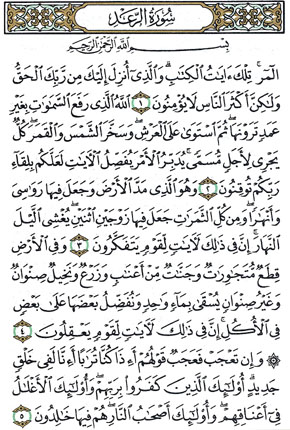 سُورَةُ الرَّعْدِ
بِسْمِ اللَّهِ الرَّحْمَٰنِ الرَّحِيمِ
الٓمٓر ۚ تِلْكَ ءَايَٰتُ ٱلْكِتَٰبِ ۗ وَٱلَّذِىٓ أُنزِلَ إِلَيْكَ مِن رَّبِّكَ ٱلْحَقُّ
وَلَٰكِنَّ أَكْثَرَ ٱلنَّاسِ لَا يُؤْمِنُونَ ١ ٱللَّهُ ٱلَّذِى رَفَعَ ٱلسَّمَٰوَٰتِ بِغَيْرِ
عَمَدٍ تَرَوْنَهَا ۖ ثُمَّ ٱسْتَوَىٰ عَلَى ٱلْعَرْشِ ۖ وَسَخَّرَ ٱلشَّمْسَ وَٱلْقَمَرَ ۖ كُلٌّ
يَجْرِى لِأَجَلٍ مُّسَمًّى ۚ يُدَبِّرُ ٱلْأَمْرَ يُفَصِّلُ ٱلْءَايَٰتِ لَعَلَّكُم بِلِقَآءِ
رَبِّكُمْ تُوقِنُونَ ٢ وَهُوَ ٱلَّذِى مَدَّ ٱلْأَرْضَ وَجَعَلَ فِيهَا رَوَٰسِىَ
وَأَنْهَٰرًا ۖ وَمِن كُلِّ ٱلثَّمَرَٰتِ جَعَلَ فِيهَا زَوْجَيْنِ ٱثْنَيْنِ ۖ يُغْشِى ٱلَّيْلَ
ٱلنَّهَارَ ۚ إِنَّ فِى ذَٰلِكَ لَءَايَٰتٍ لِّقَوْمٍ يَتَفَكَّرُونَ ٣ وَفِى ٱلْأَرْضِ
قِطَعٌ مُّتَجَٰوِرَٰتٌ وَجَنَّٰتٌ مِّنْ أَعْنَٰبٍ وَزَرْعٌ وَنَخِيلٌ صِنْوَانٌ
وَغَيْرُ صِنْوَانٍ يُسْقَىٰ بِمَآءٍ وَٰحِدٍ وَنُفَضِّلُ بَعْضَهَا عَلَىٰ بَعْضٍ
فِى ٱلْأُكُلِ ۚ إِنَّ فِى ذَٰلِكَ لَءَايَٰتٍ لِّقَوْمٍ يَعْقِلُونَ ٤
۞ وَإِن تَعْجَبْ فَعَجَبٌ قَوْلُهُمْ أَءِذَا كُنَّا تُرَٰبًا أَءِنَّا لَفِى خَلْقٍ
جَدِيدٍ ۗ أُو۟لَٰٓئِكَ ٱلَّذِينَ كَفَرُوا۟ بِرَبِّهِمْ ۖ وَأُو۟لَٰٓئِكَ ٱلْأَغْلَٰلُ
فِىٓ أَعْنَاقِهِمْ ۖ وَأُو۟لَٰٓئِكَ أَصْحَٰبُ ٱلنَّارِ ۖ هُمْ فِيهَا خَٰلِدُونَ ٥